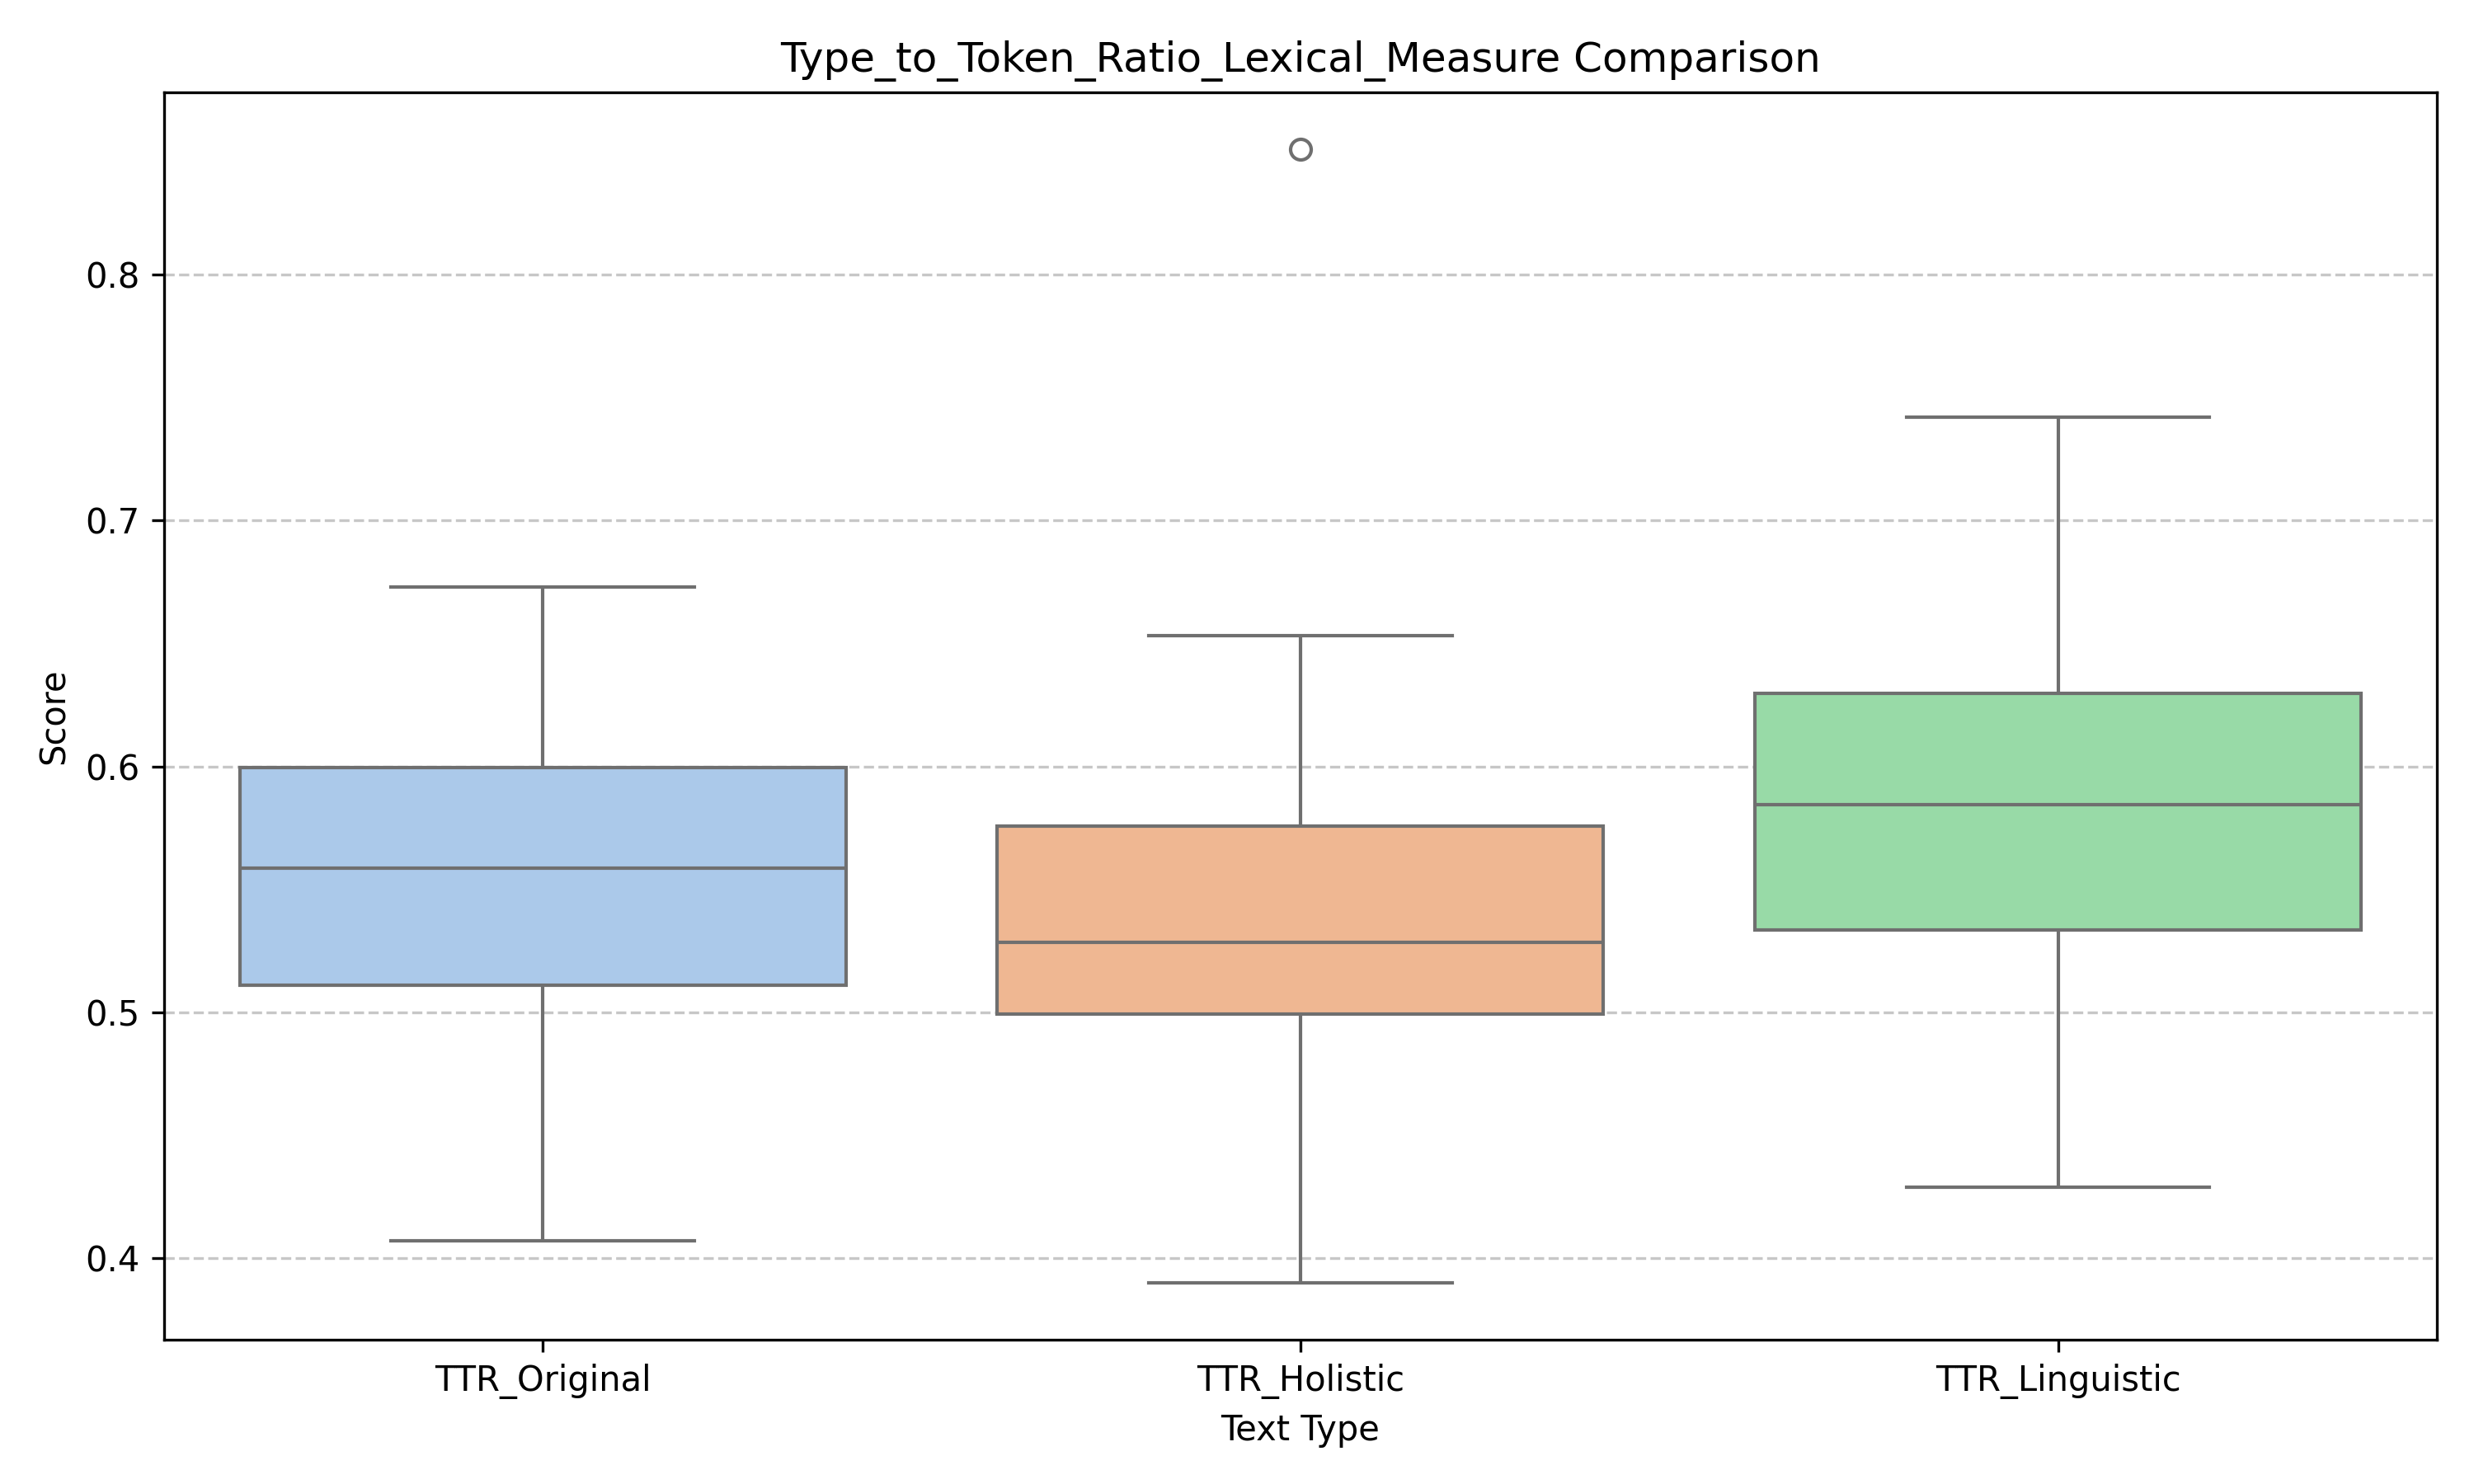 Type_to_Token_Ratio_Lexical_Measure Comparison
0.8
0.7
0.6
0.5
0.4
Score
TTR_Original
TTR_Holistic
TTR_Linguistic
Text Type